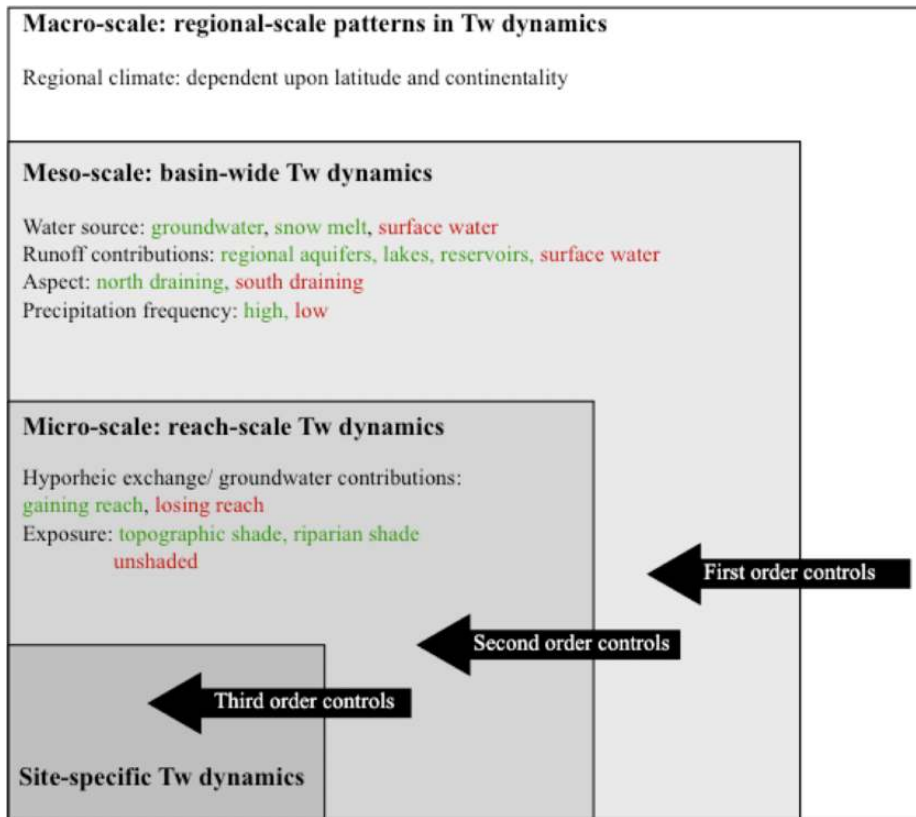 Macro-scale: regional-scale patterns in Tw dynamics
Regional climate: dependent upon latitude and continentality
Meso-scale: basin-wide Tw dynamics
Water source: groundwater, snow melt, surface water
Runoff contributions: regional aquifers, lakes, reservoirs, surface water
Aspect: north draining, south draining
Precipitation frequency: high, low
Micro-scale: reach-scale Tw dynamics
Hyporheic exchange/ groundwater contributions:
gaining reach, losing reach
Exposure: topographic shade, riparian shade
unshaded
First order controls
Second order controls
Third order controls
Site-specific Tw dynamics